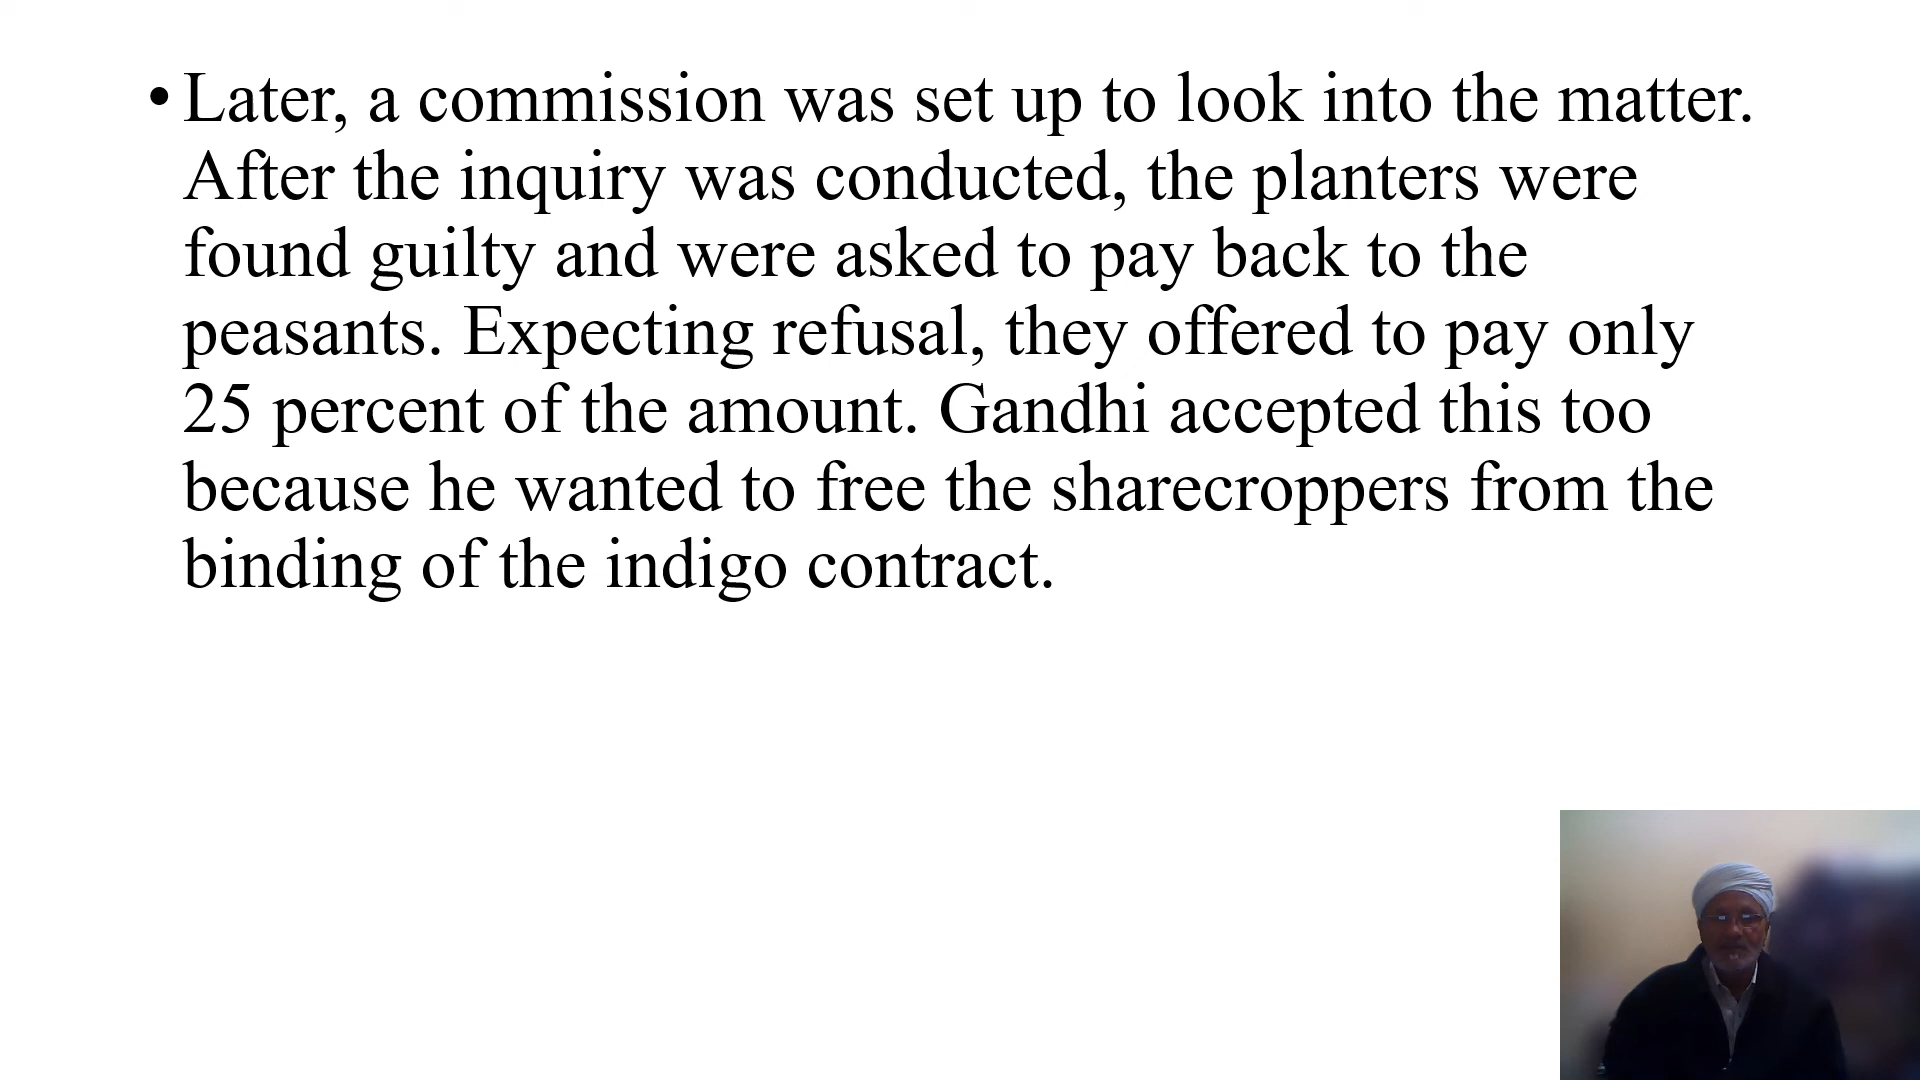 • Later, a commission was set up to look into the matter.
After the inquiry was conducted, the planters were
found guilty and were asked to pay back to the
peasants. Expecting refusal, they offered to pay only
25 percent of the amount. Gandhi accepted this too
because he wanted to free the sharecroppers from the
binding of the indigo contract.